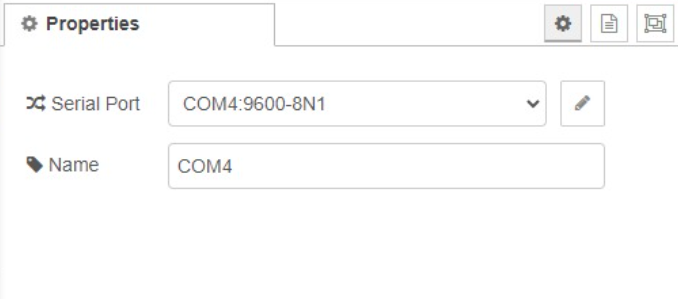 Properties
Serial Port
COM4:9600-8N1
Name
COM4